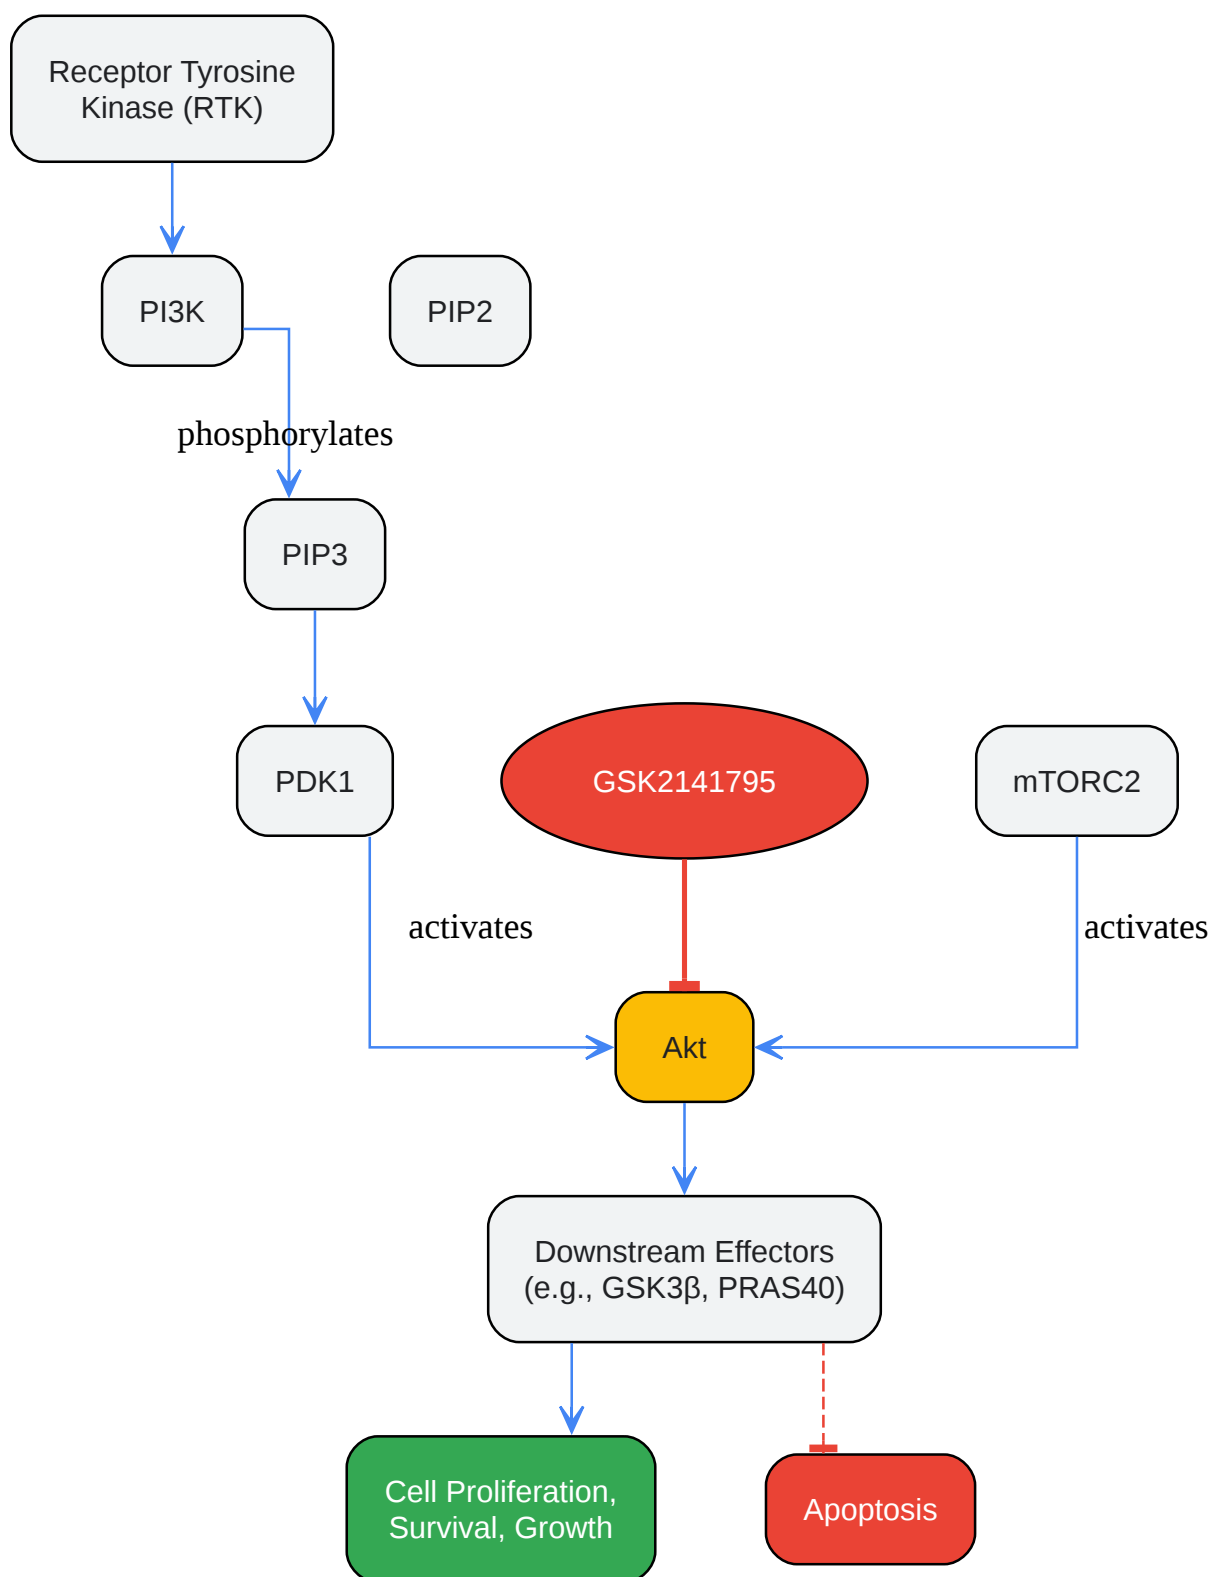 Receptor Tyrosine
Kinase (RTK)
PI3K
PIP2
phosphorylates
PIP3
PDK1
GSK2141795
mTORC2
activates
activates
Akt
Downstream Effectors
(e.g., GSK3β, PRAS40)
Cell Proliferation,
Survival, Growth
Apoptosis